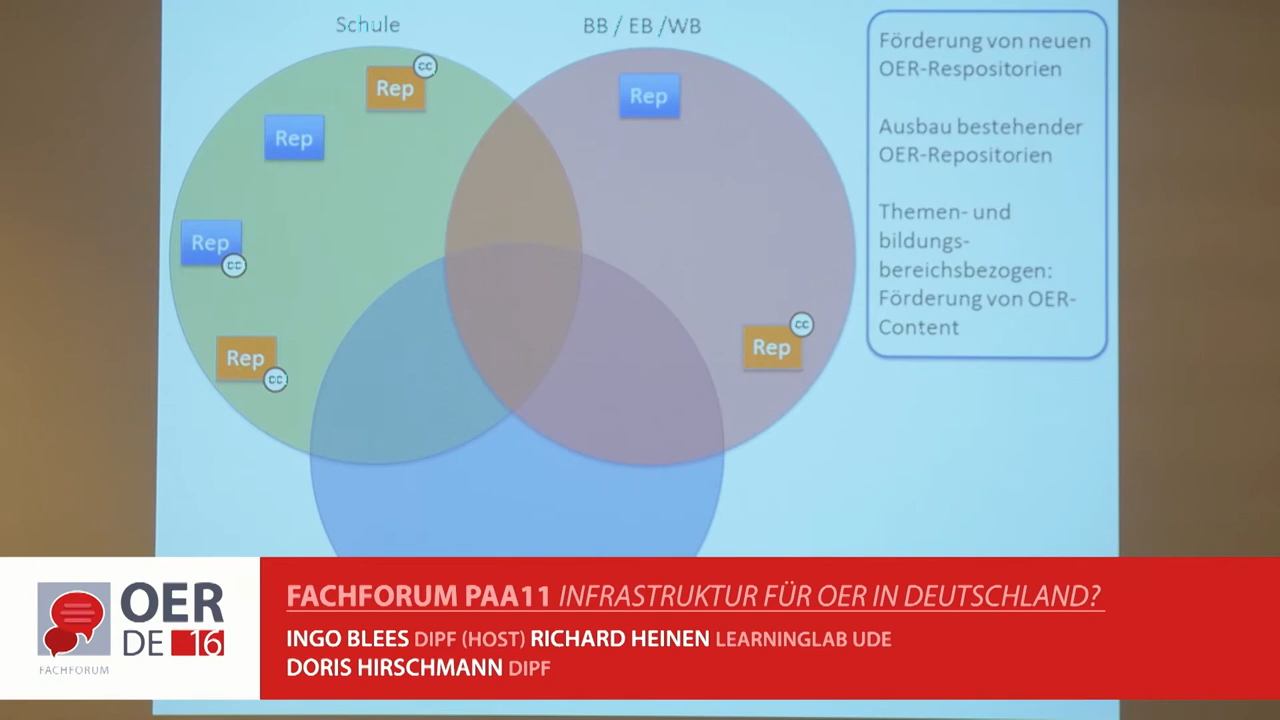 Schule
BB / EB /WB
Rep
cc
Rep
Rep
cc
Rep
cc
Rep
Rep
cc
Förderung von neuen
OER-Respositorien
Ausbau bestehender
OER-Repositorien
Themen- und
bildungs-
bereichsbezogen:
Förderung von OER-
Content
OER
DE 16
FACHFORUM
FACHFORUM PAA11 INFRASTRUKTUR FÜR OER IN DEUTSCHLAND?
INGO BLEES DIPF (HOST) RICHARD HEINEN LEARNINGLAB UDE
DORIS HIRSCHMANN DIPF